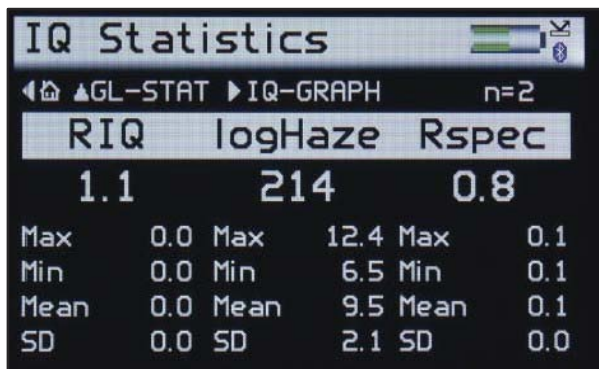 IQ Statistics
GL-STAT IQ-GRAPH n=2
RIQ logHaze Rspec
1.1 214 0.8
Max 0.0 Max 12.4 Max 0.1
Min 0.0 Min 6.5 Min 0.1
Mean 0.0 Mean 9.5 Mean 0.1
SD 0.0 SD 2.1 SD 0.0